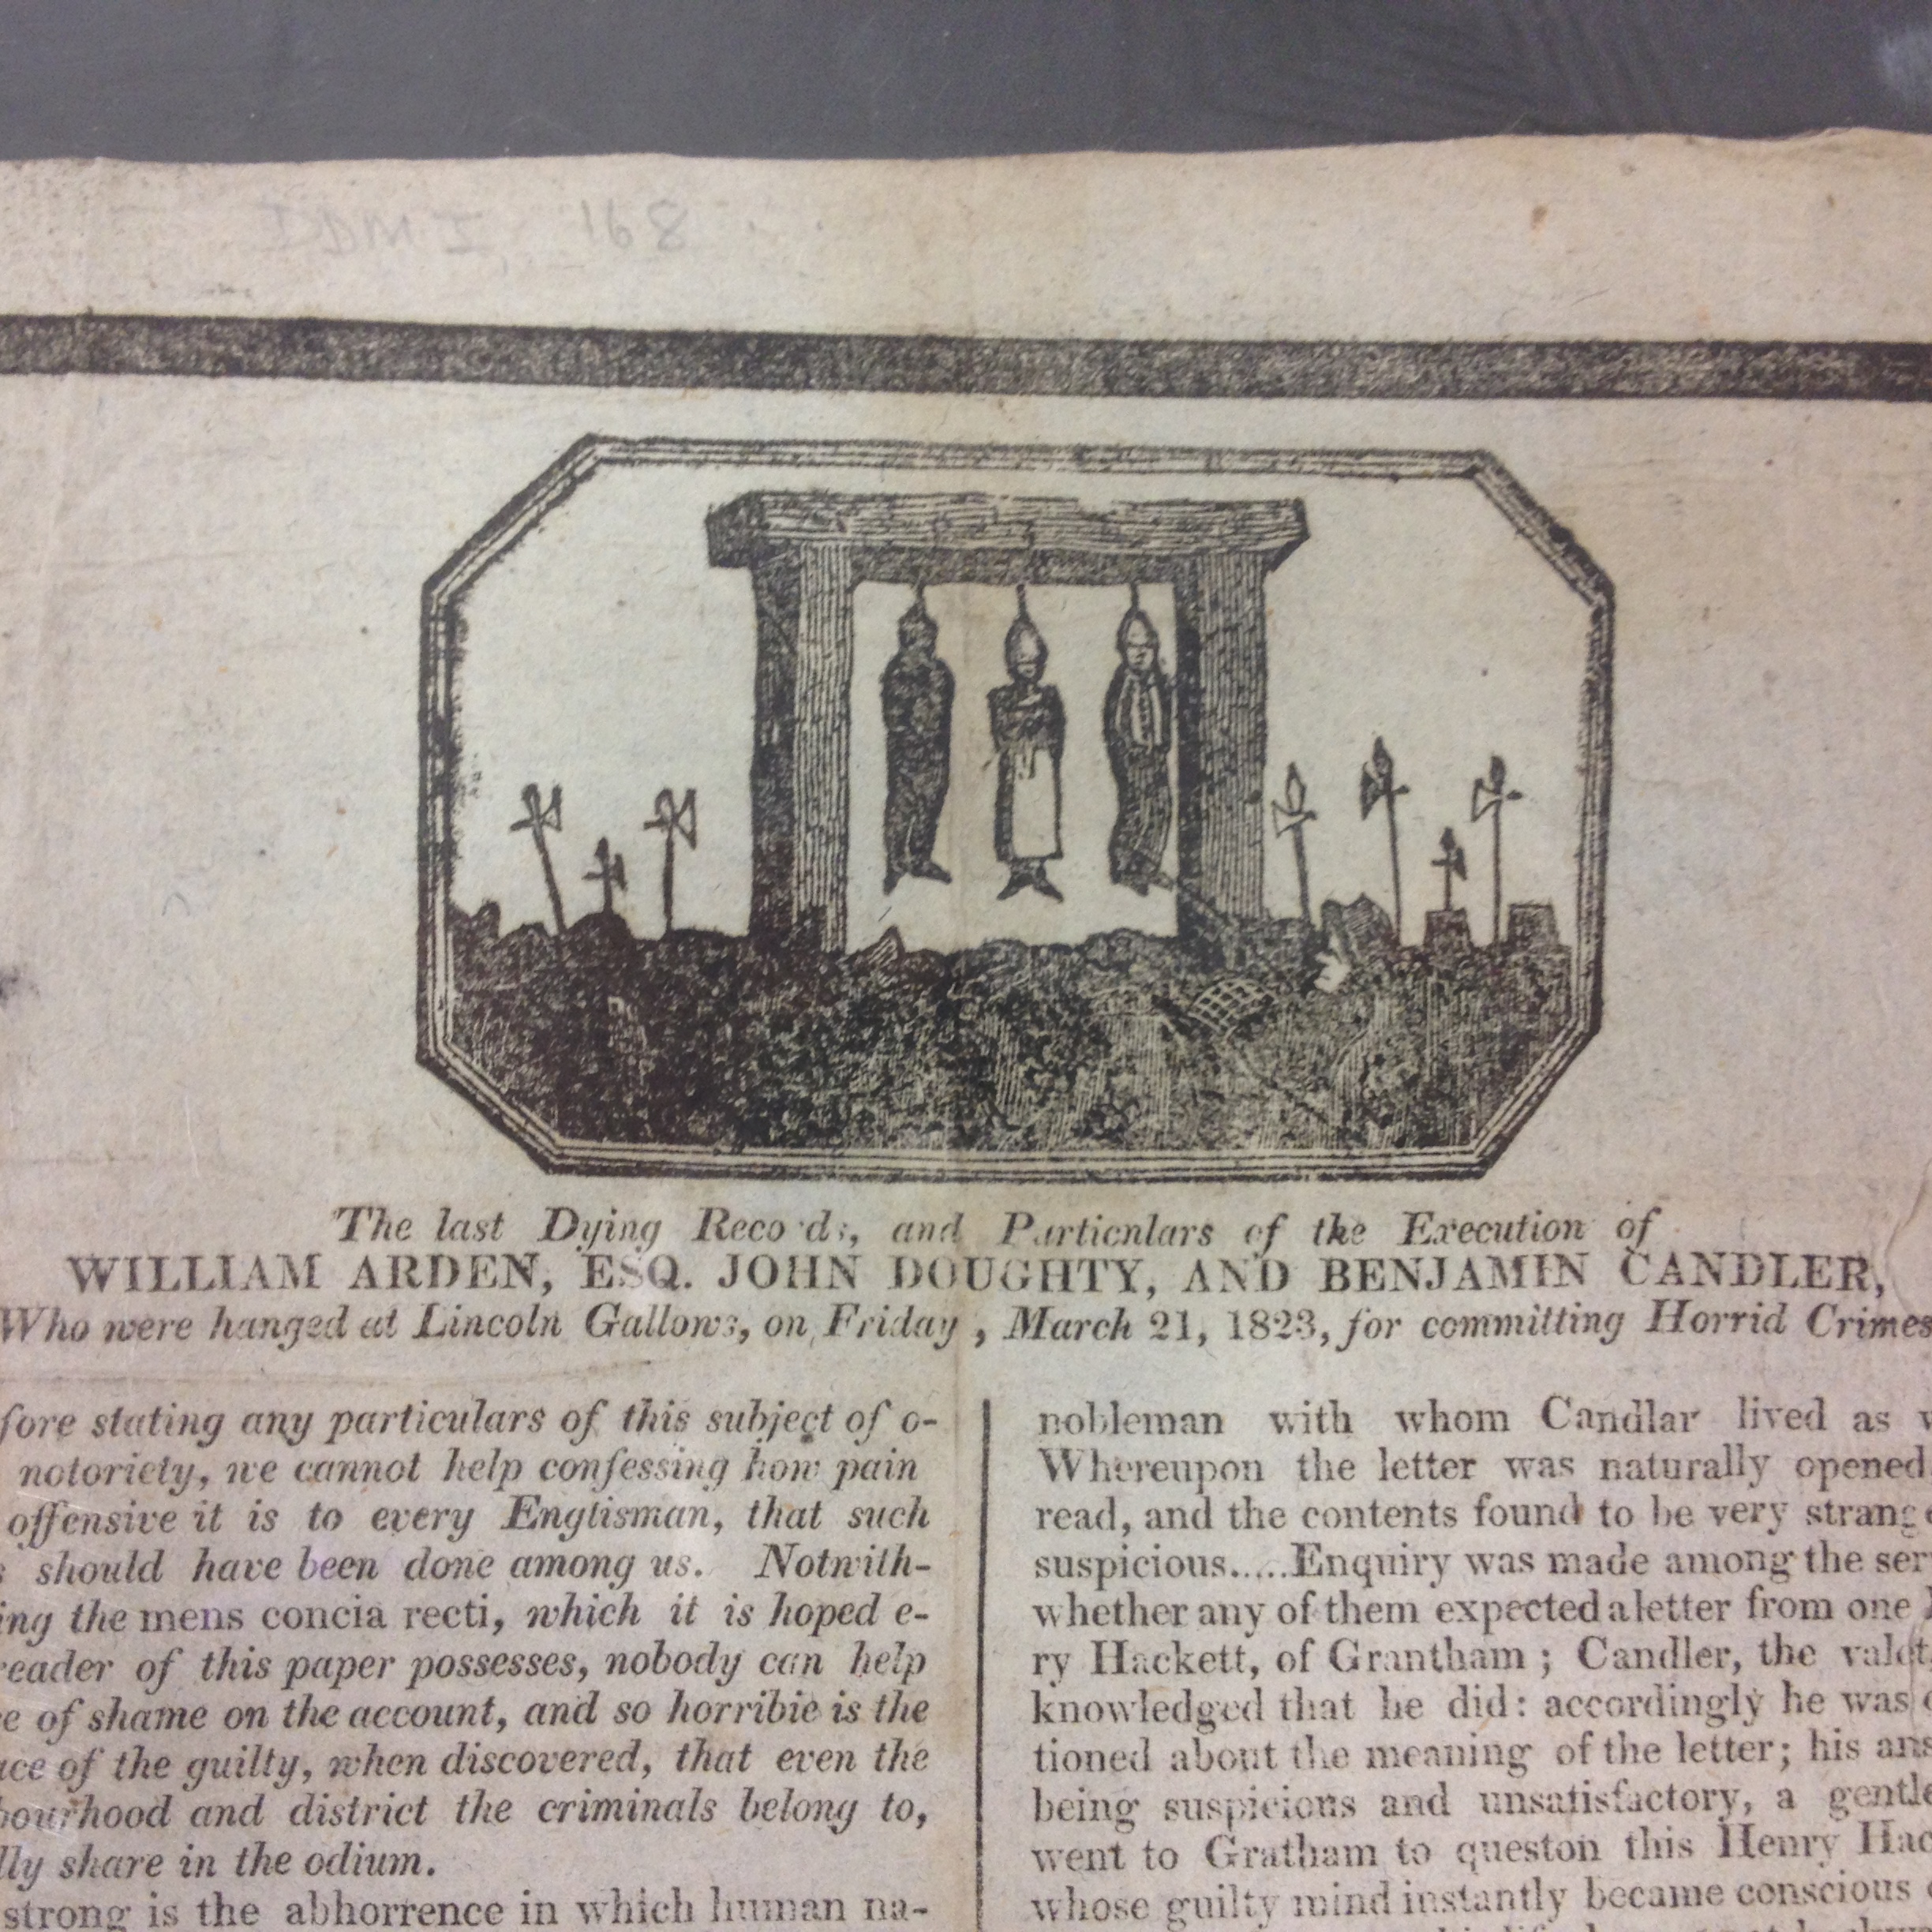 168
The last Dying Reco ds, and Particnlars of the Execution of
WILLIAM ARDEN, ESQ. JOHN DOUGHTY, AND BENJAMIN CANDLER,
Who were hanged at Lincoln Gallows, on Friday, March 21, 1823, for committing Horrid Crimes
fore stating any particulars of this subject of o-
notoriety, we cannot help confessing how pain
offensive it is to every Englisman, that such
s should have been done among us. Notwith-
ing the mens concia recti, which it is hoped e-
reader of this paper possesses, nobody can help
e of shame on the account, and so horribie is the
ce of the guilty, when discovered, that even the
bourhood and district the criminals belong to,
lly share in the odium.
strong is the abhorrence in which human na-
nobleman with whom Candlar lived as v
Whereupon the letter was naturally opened
read, and the contents found to be very strange
suspicious.....Enquiry was made among the ser
whether any of them expected a letter from one
ry Hackett, of Grantham ; Candler, the valet,
knowledged that he did : accordingly he was
tioned about the meaning of the letter; his ans
being suspicious and unsatisfactory, a gentle
went to Gratham to queston this Henry Hac
whose guilty mind instantly became conscious